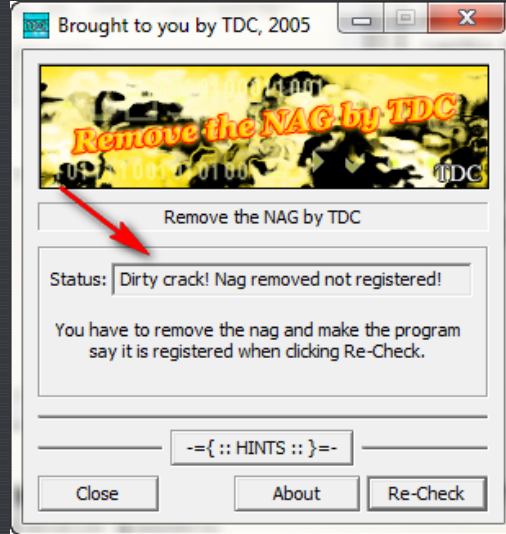 Brought to you by TDC, 2005
Remove the NAG by TDC
TDC
Remove the NAG by TDC
Status: Dirty crack! Nag removed not registered!
You have to remove the nag and make the program
say it is registered when clicking Re-Check.
-={ :: HINTS :: }=-
Close About Re-Check